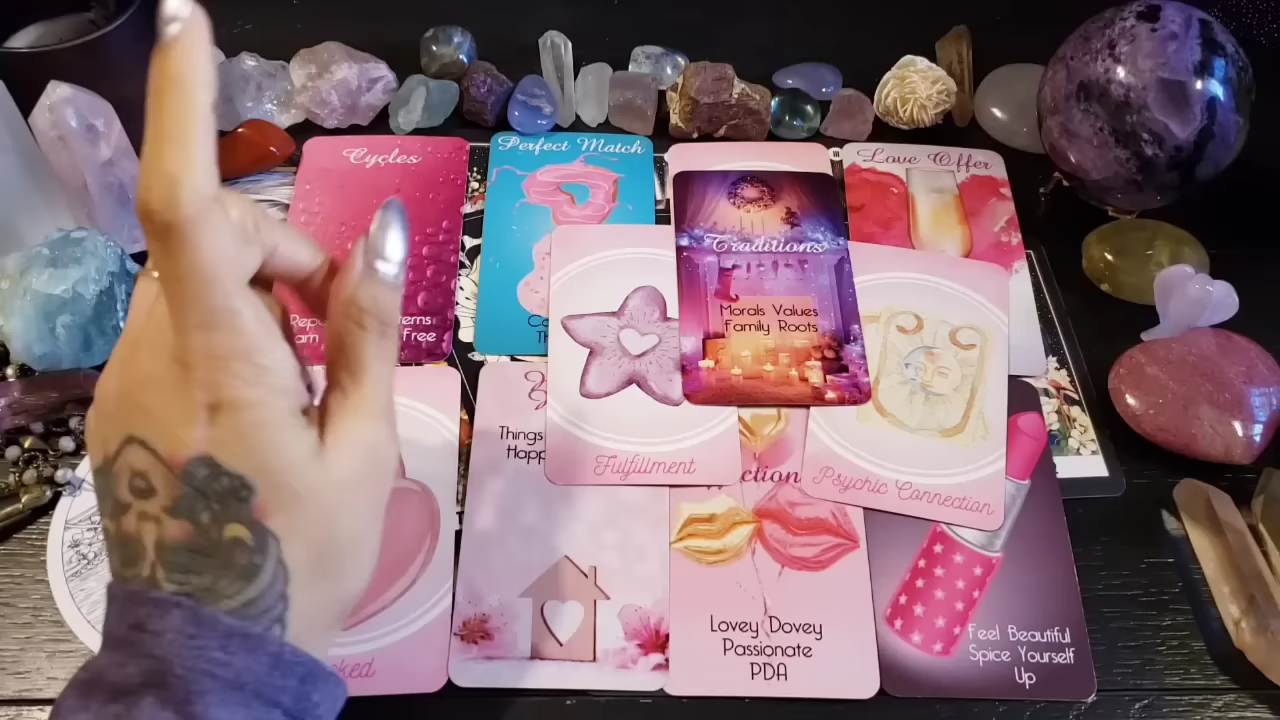 Cycles
Perfect Match
Love Offer
Traditions
Morals Values
Family Roots
Free
Things
Fulfillment
Psychic Connection
Lovey Dovey
Passionate
PDA
Feel Beautiful
Spice Yourself
Up